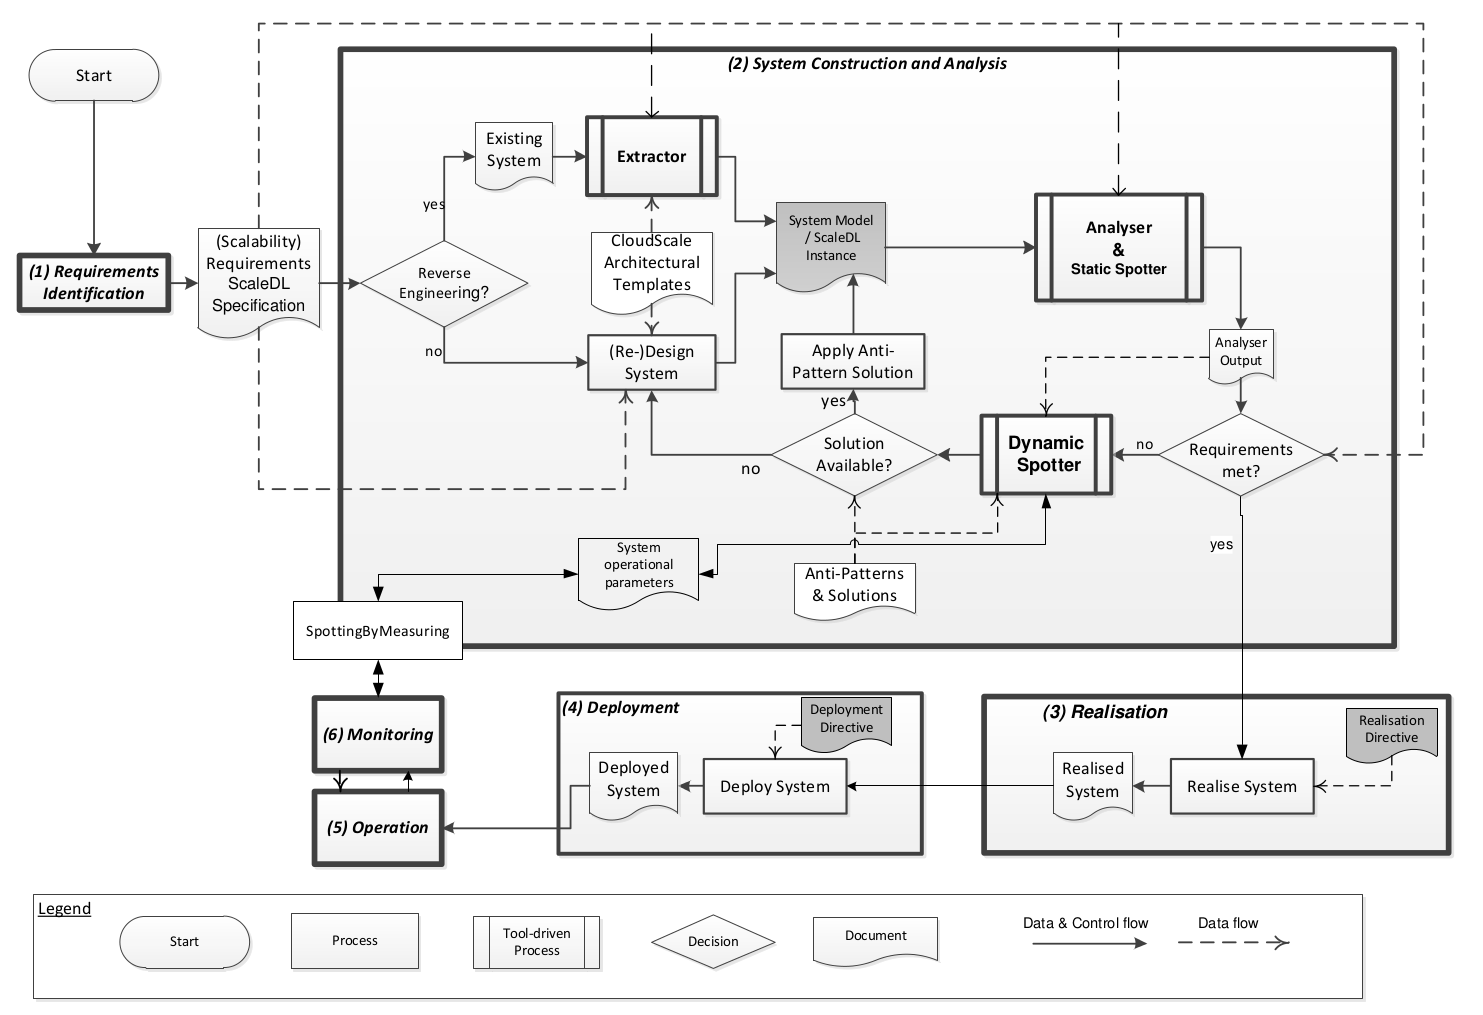 Start
(2) System Construction and Analysis
Existing
System
Extractor
yes
(1) Requirements
Identification
(Scalability)
Requirements
ScaleDL
Specification
Reverse
Engineering?
no
CloudScale
Architectural
Templates
(Re-)Design
System
System Model
/ ScaleDL
Instance
Analyser
&
Static Spotter
Analyser
Output
Apply Anti-
Pattern Solution
yes
Solution
Available?
no
Dynamic
Spotter
no
Requirements
met?
yes
System
operational
parameters
Anti-Patterns
& Solutions
SpottingByMeasuring
(6) Monitoring
(5) Operation
(4) Deployment
Deployment
Directive
Deployed
System
Deploy System
(3) Realisation
Realisation
Directive
Realised
System
Realise System
Legend
Start
Process
Tool-driven
Process
Decision
Document
Data & Control flow
Data flow